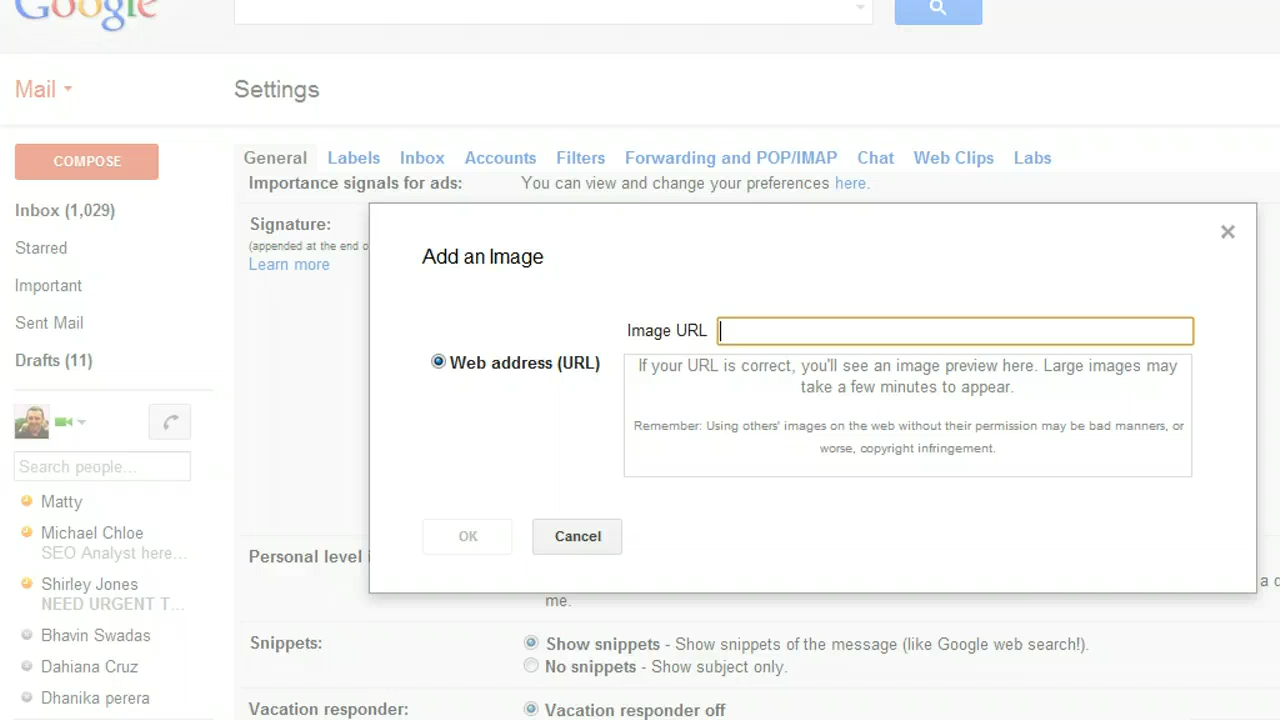 Google
Mail
Settings
COMPOSE
General Labels Inbox Accounts Filters Forwarding and POP/IMAP Chat Web Clips Labs
Importance signals for ads: You can view and change your preferences here.
Inbox (1,029)
Starred
Important
Sent Mail
Drafts (11)
Search people...
Matty
Michael Chloe
SEO Analyst here...
Shirley Jones
NEED URGENT T...
Bhavin Swadas
Dahiana Cruz
Dhanika perera
Signature:
(appended at the end o
Learn more
Add an Image
Image URL
Web address (URL)
If your URL is correct, you'll see an image preview here. Large images may
take a few minutes to appear.
Remember: Using others' images on the web without their permission may be bad manners, or
worse, copyright infringement.
OK Cancel
Personal level i
a c
me.
Snippets: Show snippets - Show snippets of the message (like Google web search!).
No snippets - Show subject only.
Vacation responder: Vacation responder off